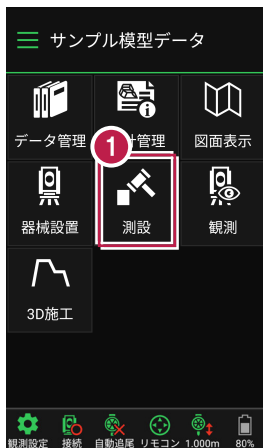 サンプル模型データ
データ管理
計管理
図面表示
1
器械設置
測設
観測
3D施工
観測設定
接続
自動追尾
リモコン
1.000m
80%